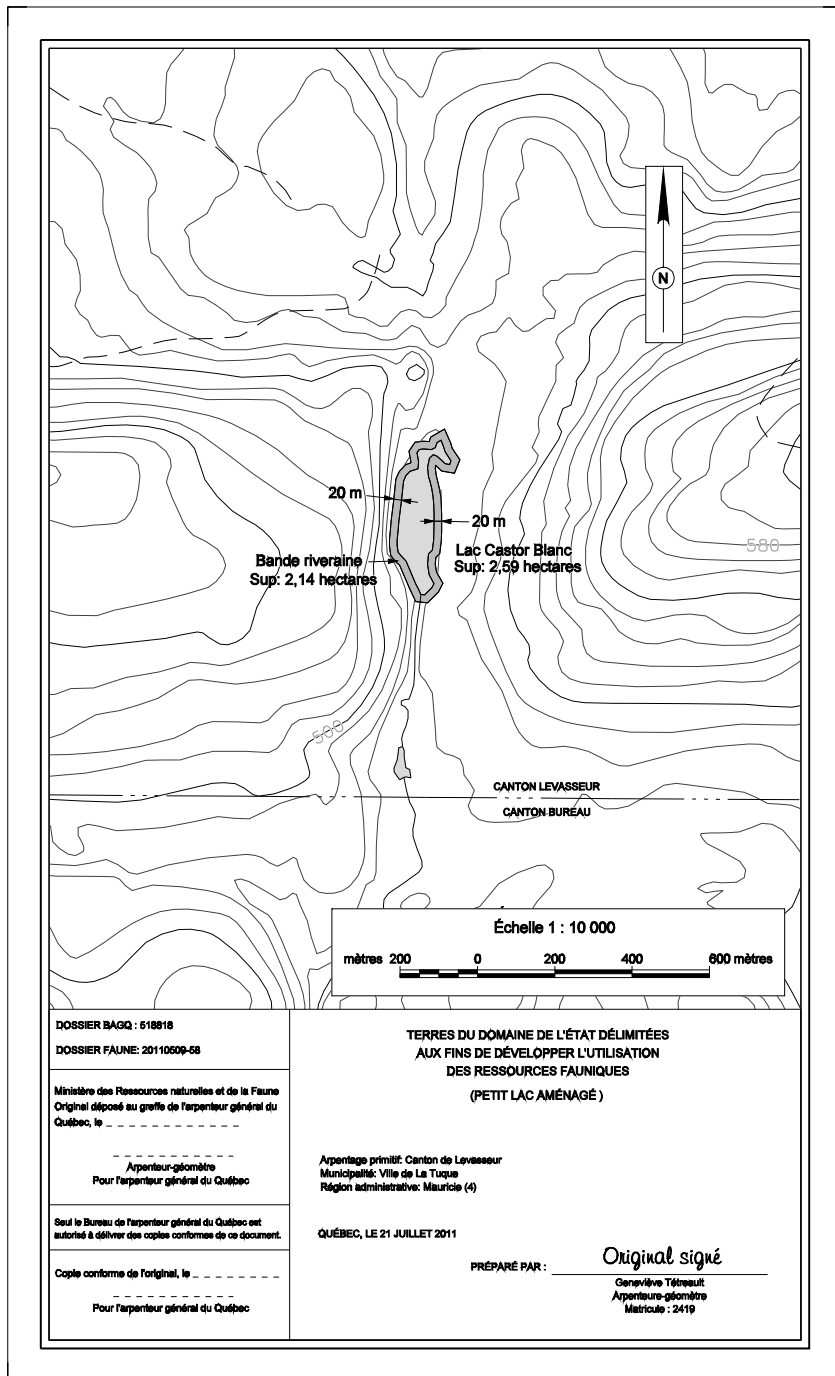 N
20 m
20 m
Bande riveraine
Sup: 2,14 hectares
Lac Castor Blanc
Sup: 2,59 hectares
580
500
CANTON LEVASSEUR
CANTON BUREAU
Échelle 1 : 10 000
mètres 200 0 200 400 600 mètres
DOSSIER BAGQ : 518818
DOSSIER FAUNE: 20110509-58
Ministère des Ressources naturelles et de la Faune
Original déposé au greffe de l'arpenteur général du
Québec, le _ _ _ _ _ _ _ _ _ _ _ _ _
Arpenteur-géomètre
Pour l'arpenteur général du Québec
Seul le Bureau de l'arpenteur général du Québec est
autorisé à délivrer des copies conformes de ce document.
Copie conforme de l'original, le _ _ _ _ _ _ _ _ _
Pour l'arpenteur général du Québec
TERRES DU DOMAINE DE L'ÉTAT DÉLIMITÉES
AUX FINS DE DÉVELOPPER L'UTILISATION
DES RESSOURCES FAUNIQUES
(PETIT LAC AMÉNAGÉ )
Arpentage primitif: Canton de Levasseur
Municipalité: Ville de La Tuque
Région administrative: Mauricie (4)
QUÉBEC, LE 21 JUILLET 2011
PRÉPARÉ PAR : Original signé
Geneviève Tétreault
Arpenteure-géomètre
Matricule : 2419